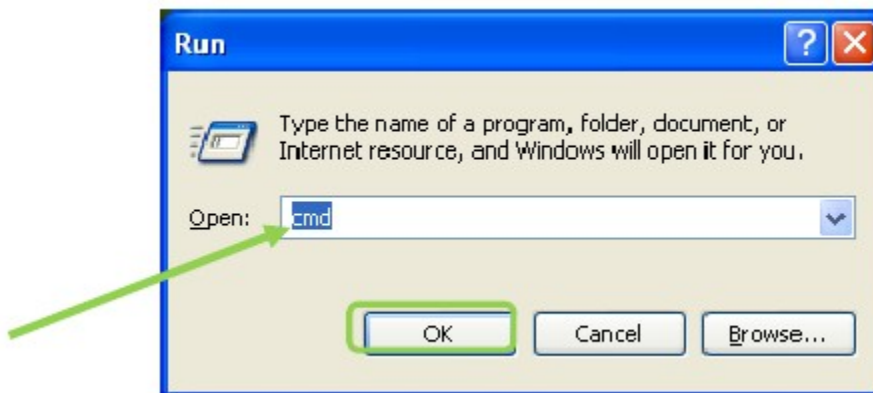 Run
?
Type the name of a program, folder, document, or
Internet resource, and Windows will open it for you.
Open: cmd
OK Cancel Browse...